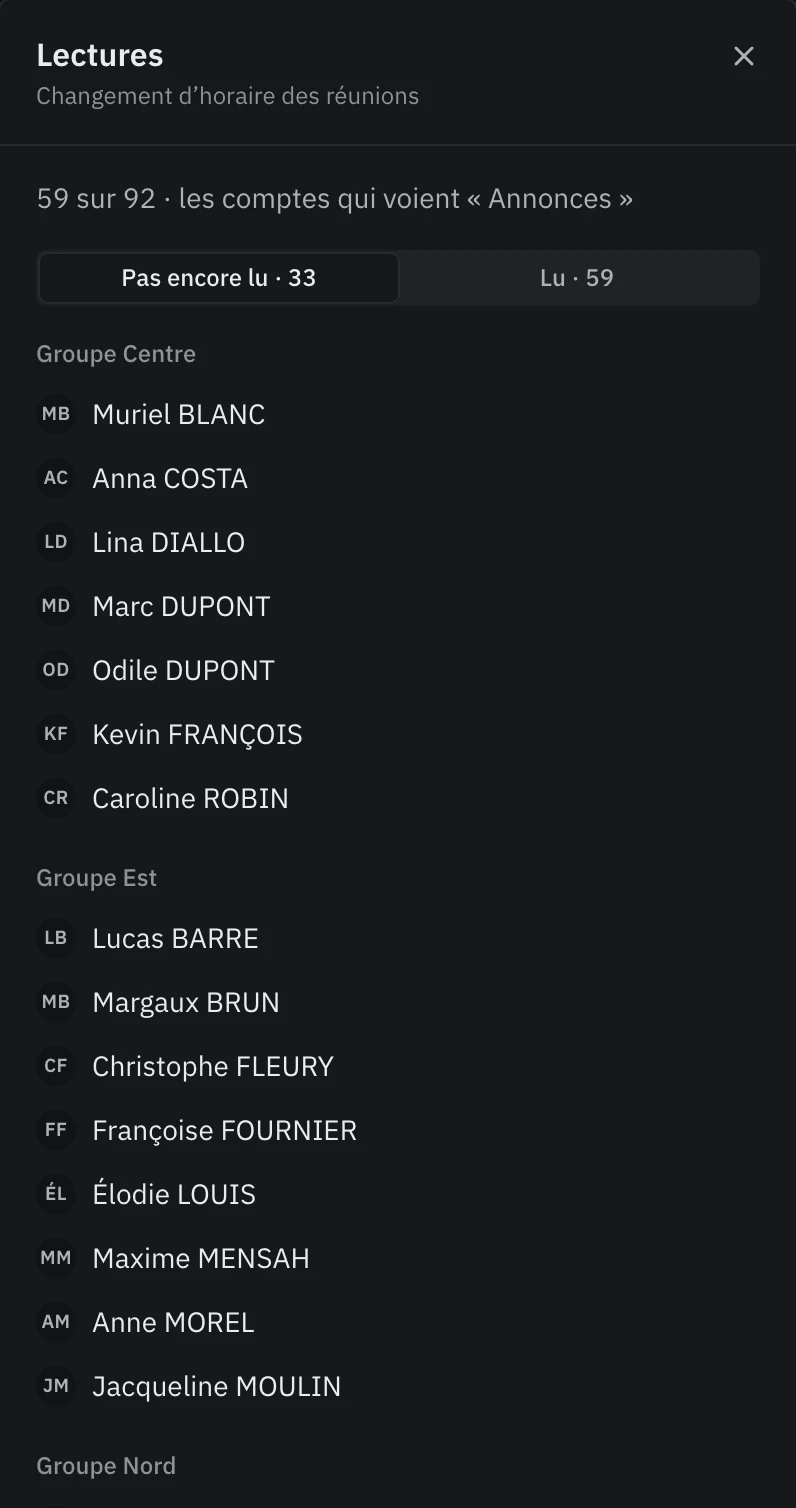 Lectures
Changement d’horaire des réunions
59 sur 92 · les comptes qui voient « Annonces »
Pas encore lu · 33
Lu · 59
Groupe Centre
MB Muriel BLANC
AC Anna COSTA
LD Lina DIALLO
MD Marc DUPONT
OD Odile DUPONT
KF Kevin FRANÇOIS
CR Caroline ROBIN
Groupe Est
LB Lucas BARRE
MB Margaux BRUN
CF Christophe FLEURY
FF Françoise FOURNIER
ÉL Élodie LOUIS
MM Maxime MENSAH
AM Anne MOREL
JM Jacqueline MOULIN
Groupe Nord